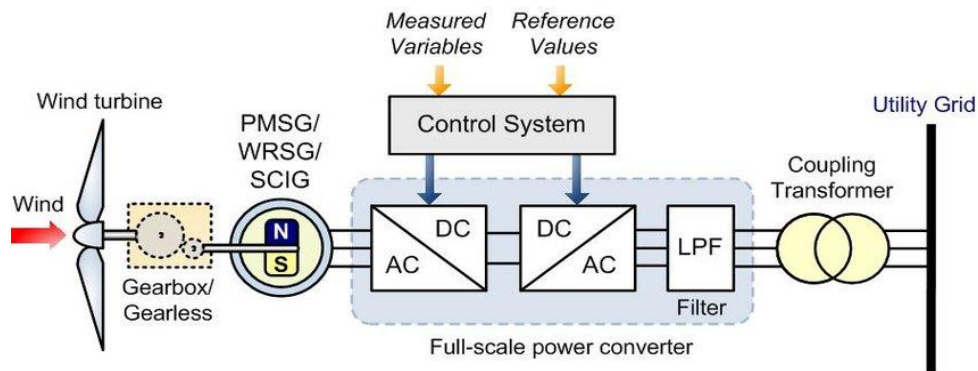 Measured
Variables
Reference
Values
Wind turbine
Control System
Utility Grid
PMSG/
WRSG/
SCIG
Coupling
Transformer
Wind
N
S
DC
AC
DC
AC
LPF
Gearbox/
Gearless
Filter
Full-scale power converter